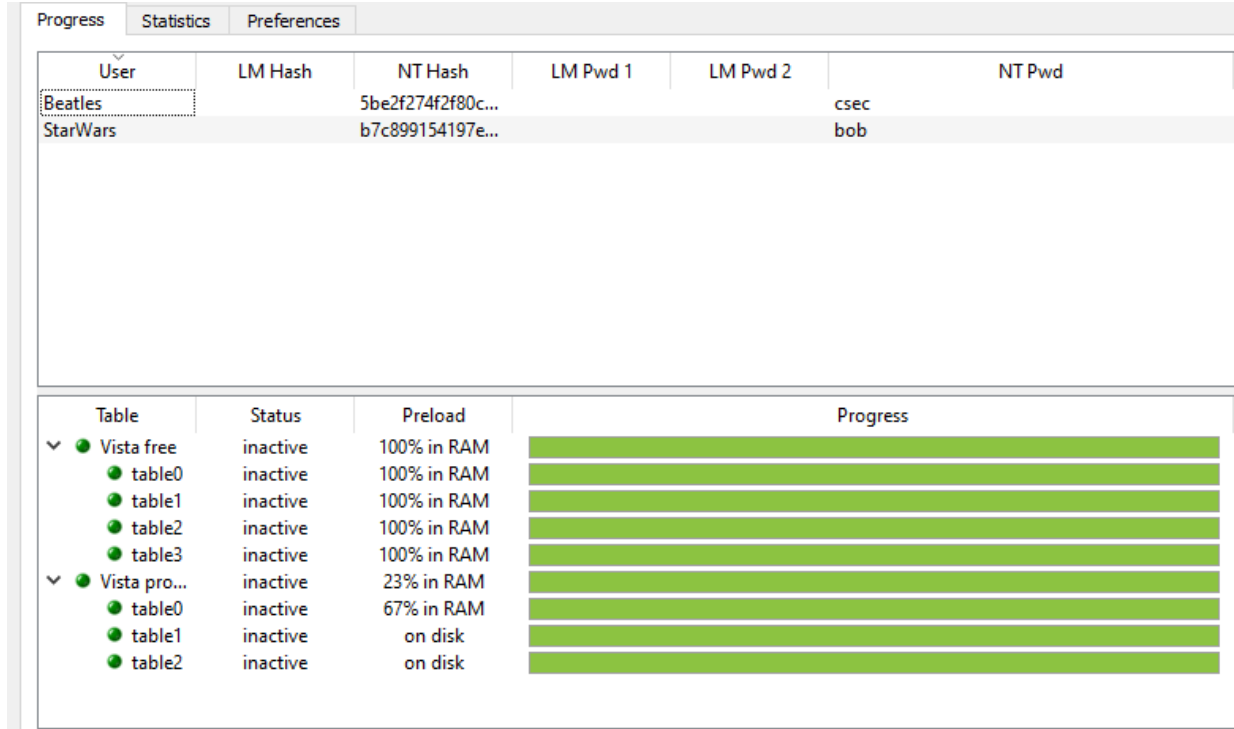 Progress Statistics Preferences
User LM Hash NT Hash LM Pwd 1 LM Pwd 2 NT Pwd
Beatles 5be2f274f2f80c... csec
StarWars b7c899154197e... bob
Table Status Preload Progress
Vista free inactive 100% in RAM
table0 inactive 100% in RAM
table1 inactive 100% in RAM
table2 inactive 100% in RAM
table3 inactive 100% in RAM
Vista pro... inactive 23% in RAM
table0 inactive 67% in RAM
table1 inactive on disk
table2 inactive on disk